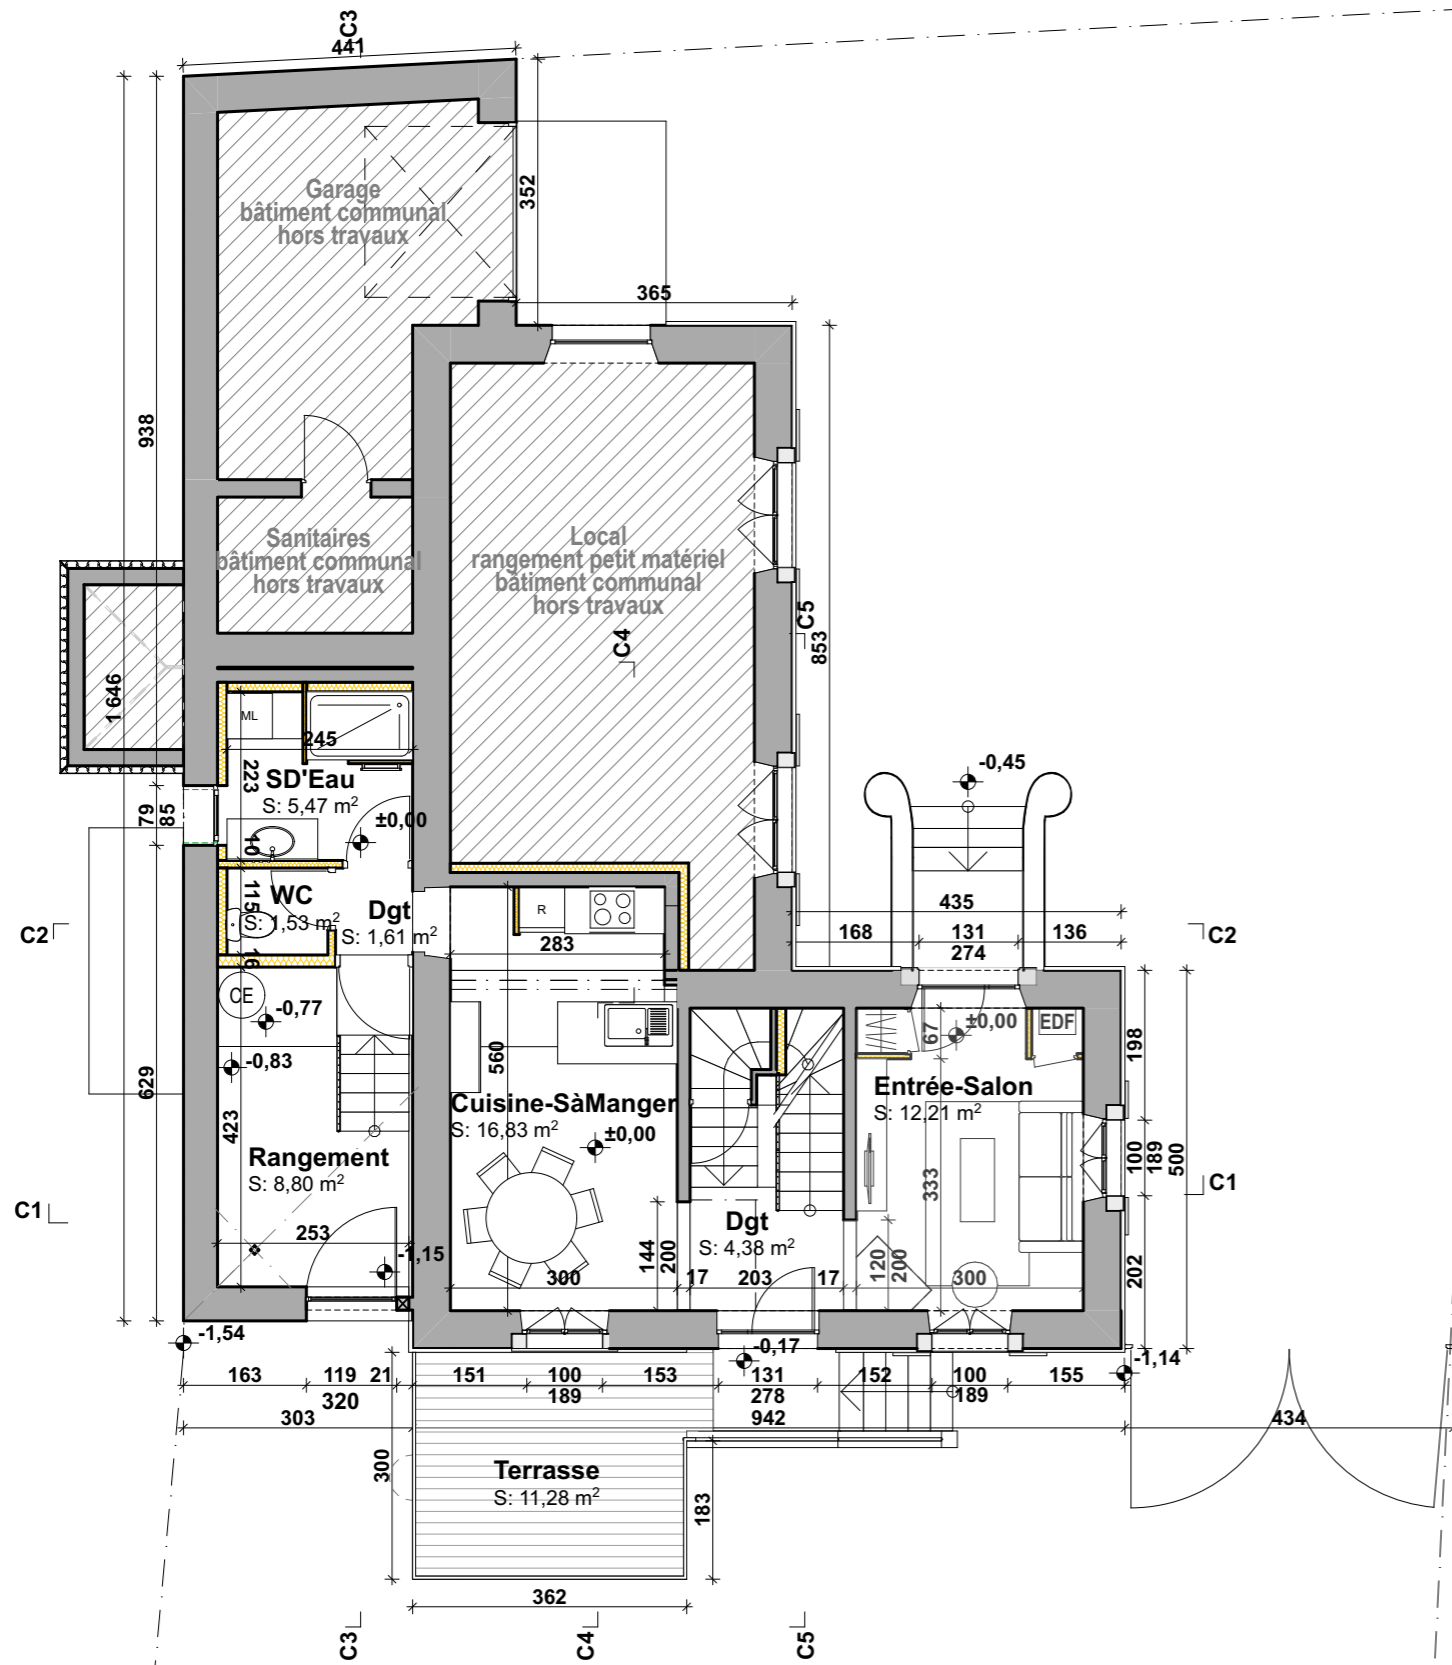 C3
441
352
Garage
bâtiment communal
hors travaux
365
938
Sanitaires
bâtiment communal
hors travaux
Local
rangement petit matériel
bâtiment communal
hors travaux
C4
C5
853
1 646
ML
245
223
SD'Eau
S: 5,47 m²
±0,00
-0,45
79
85
10
115
WC
S: 1,53 m²
Dgt
S: 1,61 m²
R
283
435
168
131
136
274
C2
C2
16
CE
-0,77
-0,83
67
±0,00
EDF
198
629
423
560
Cuisine-SàManger
S: 16,83 m²
±0,00
Entrée-Salon
S: 12,21 m²
333
100
189
500
Rangement
S: 8,80 m²
C1
C1
253
-1,15
144
200
Dgt
S: 4,38 m²
120
200
202
300
17
203
17
300
-1,54
-0,17
-1,14
163
119
21
151
100
153
131
152
100
155
320
189
278
189
303
942
434
300
Terrasse
S: 11,28 m²
183
362
C3
C4
C5